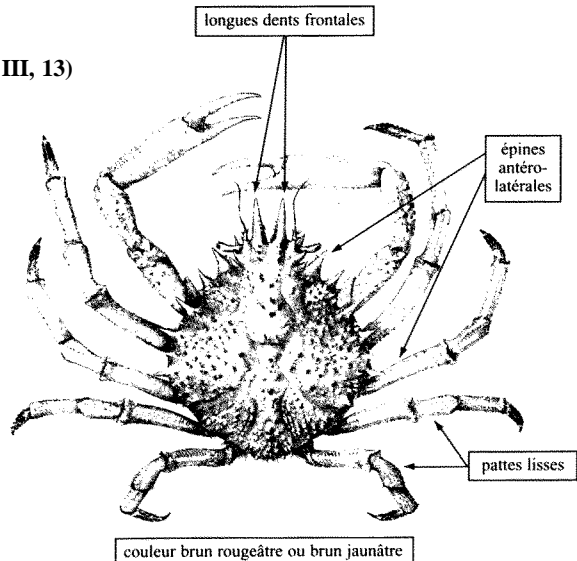 longues dents frontales
III, 13)
épines
antéro-
latérales
pattes lisses
couleur brun rougeâtre ou brun jaunâtre